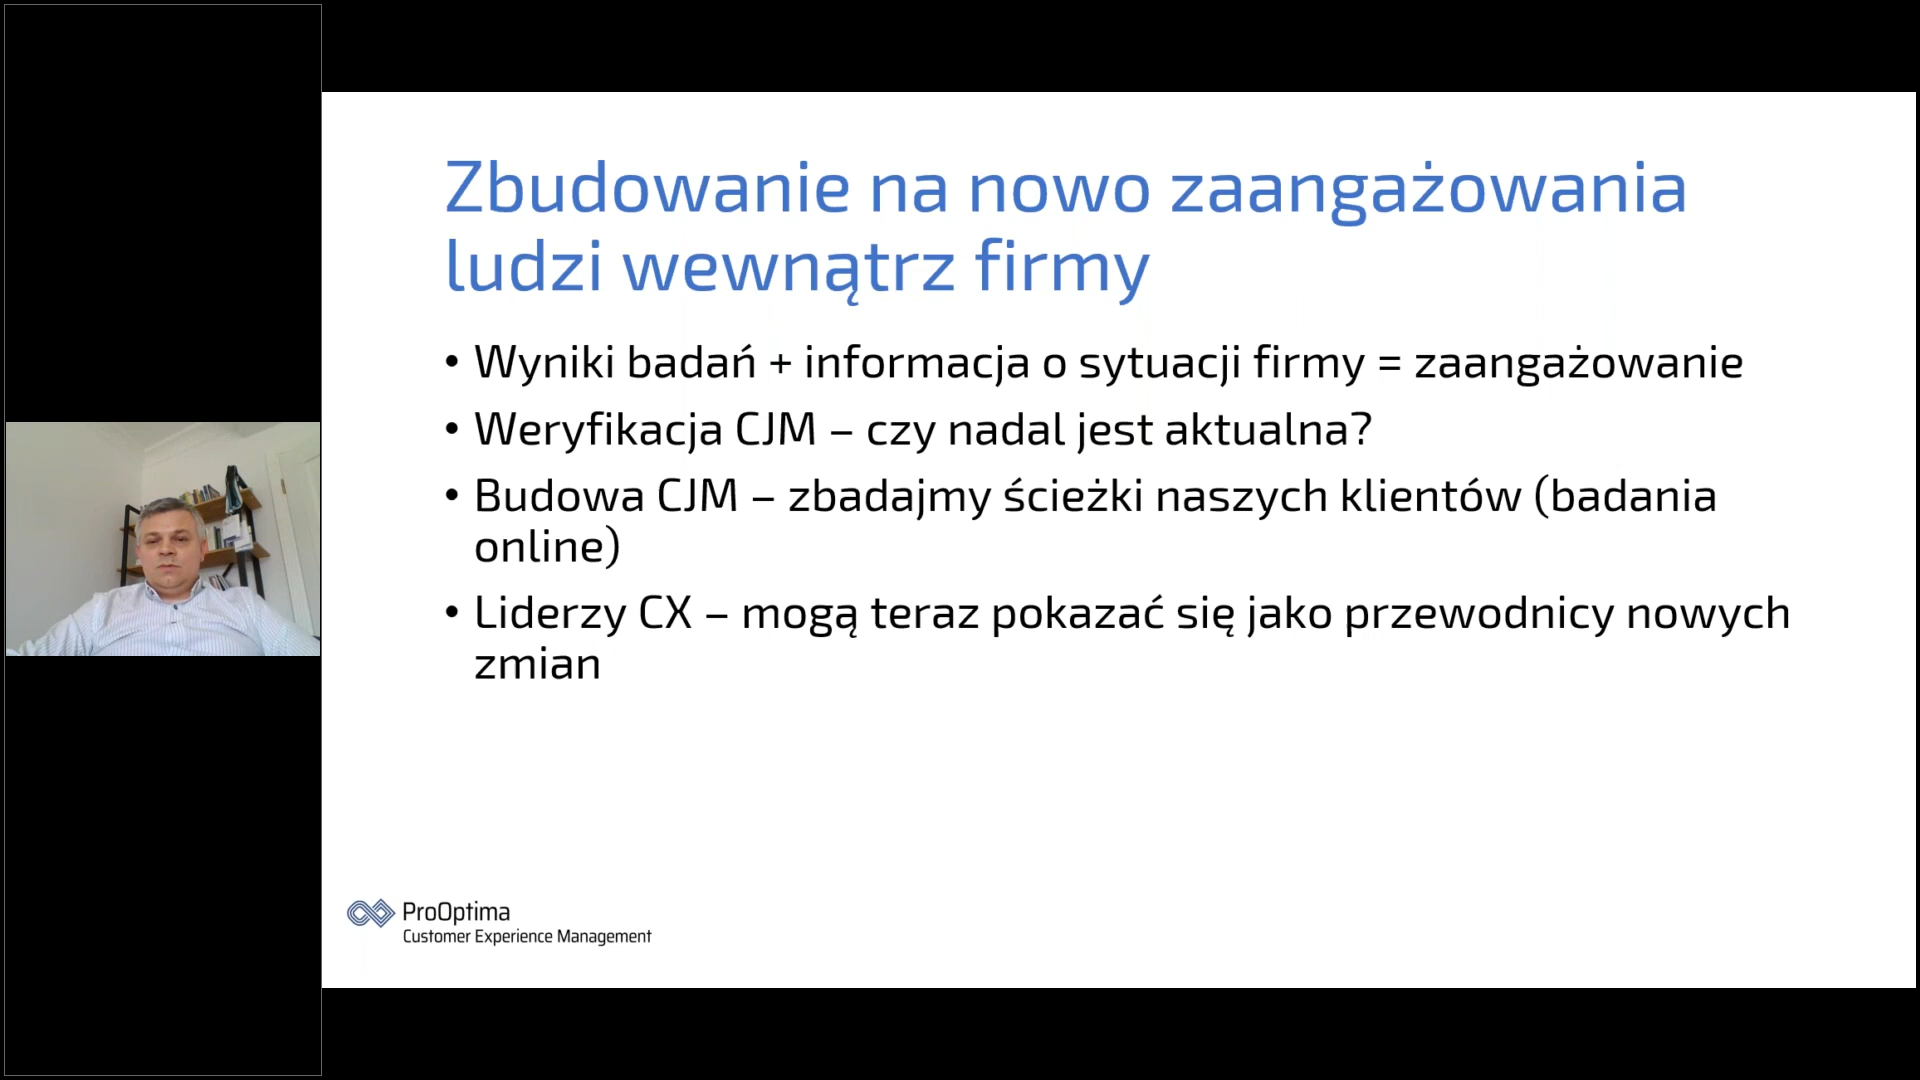 Zbudowanie na nowo zaangażowania
ludzi wewnątrz firmy
• Wyniki badań + informacja o sytuacji firmy = zaangażowanie
• Weryfikacja CJM – czy nadal jest aktualna?
• Budowa CJM – zbadajmy ścieżki naszych klientów (badania
online)
• Liderzy CX – mogą teraz pokazać się jako przewodnicy nowych
zmian
ProOptima
Customer Experience Management